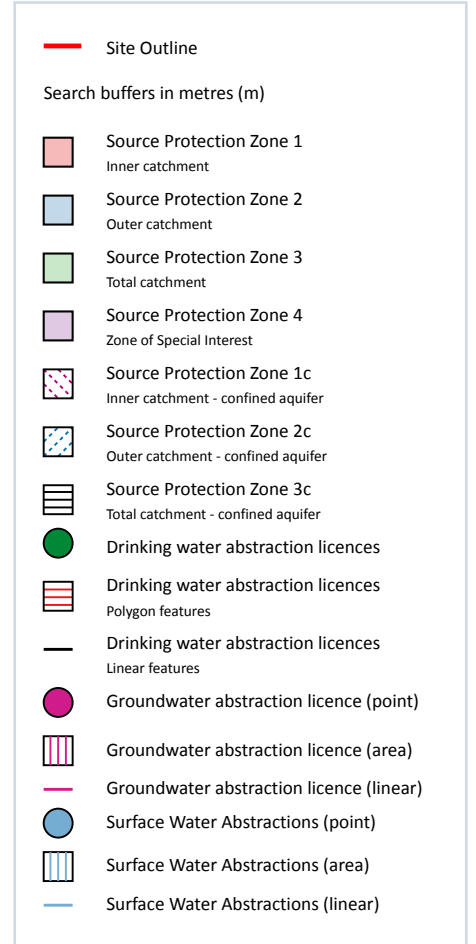 Site Outline
Search buffers in metres (m)
Source Protection Zone 1
Inner catchment
Source Protection Zone 2
Outer catchment
Source Protection Zone 3
Total catchment
Source Protection Zone 4
Zone of Special Interest
Source Protection Zone 1c
Inner catchment - confined aquifer
Source Protection Zone 2c
Outer catchment - confined aquifer
Source Protection Zone 3c
Total catchment - confined aquifer
Drinking water abstraction licences
Drinking water abstraction licences
Polygon features
Drinking water abstraction licences
Linear features
Groundwater abstraction licence (point)
Groundwater abstraction licence (area)
Groundwater abstraction licence (linear)
Surface Water Abstractions (point)
Surface Water Abstractions (area)
Surface Water Abstractions (linear)